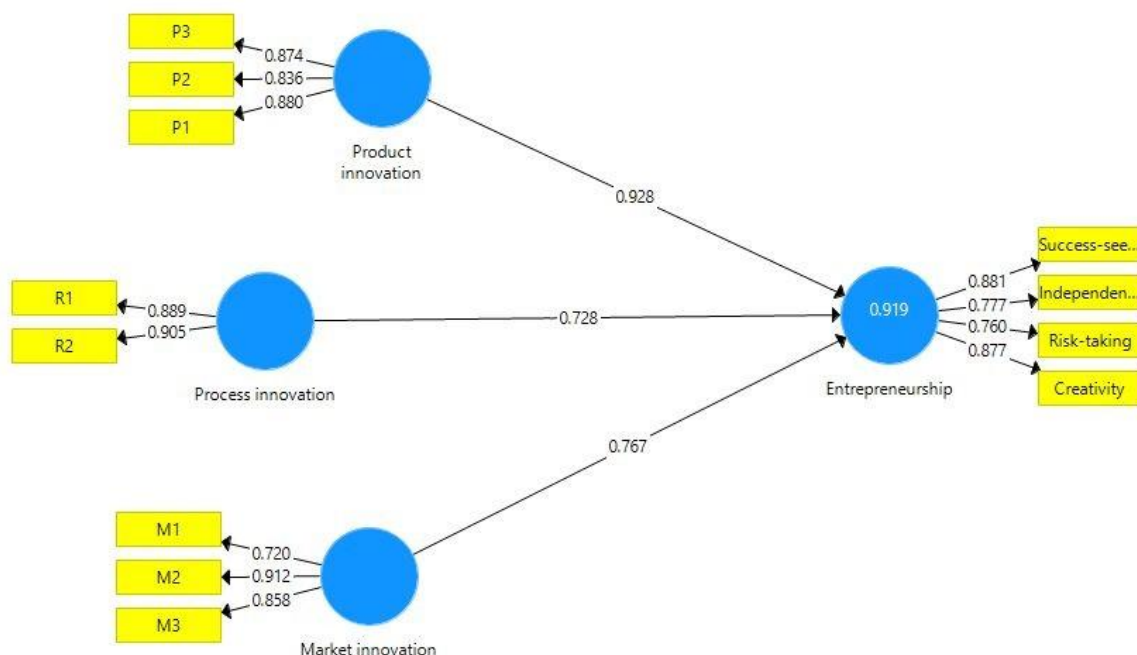 P3
0.874
P2
0.836
P1
0.880
Product
innovation
0.928
R1
0.889
R2
0.905
Process innovation
0.728
0.919
Entrepreneurship
Success-see...
0.881
Independen...
0.777
Risk-taking
0.760
Creativity
0.877
0.767
M1
0.720
M2
0.912
M3
0.858
Market innovation